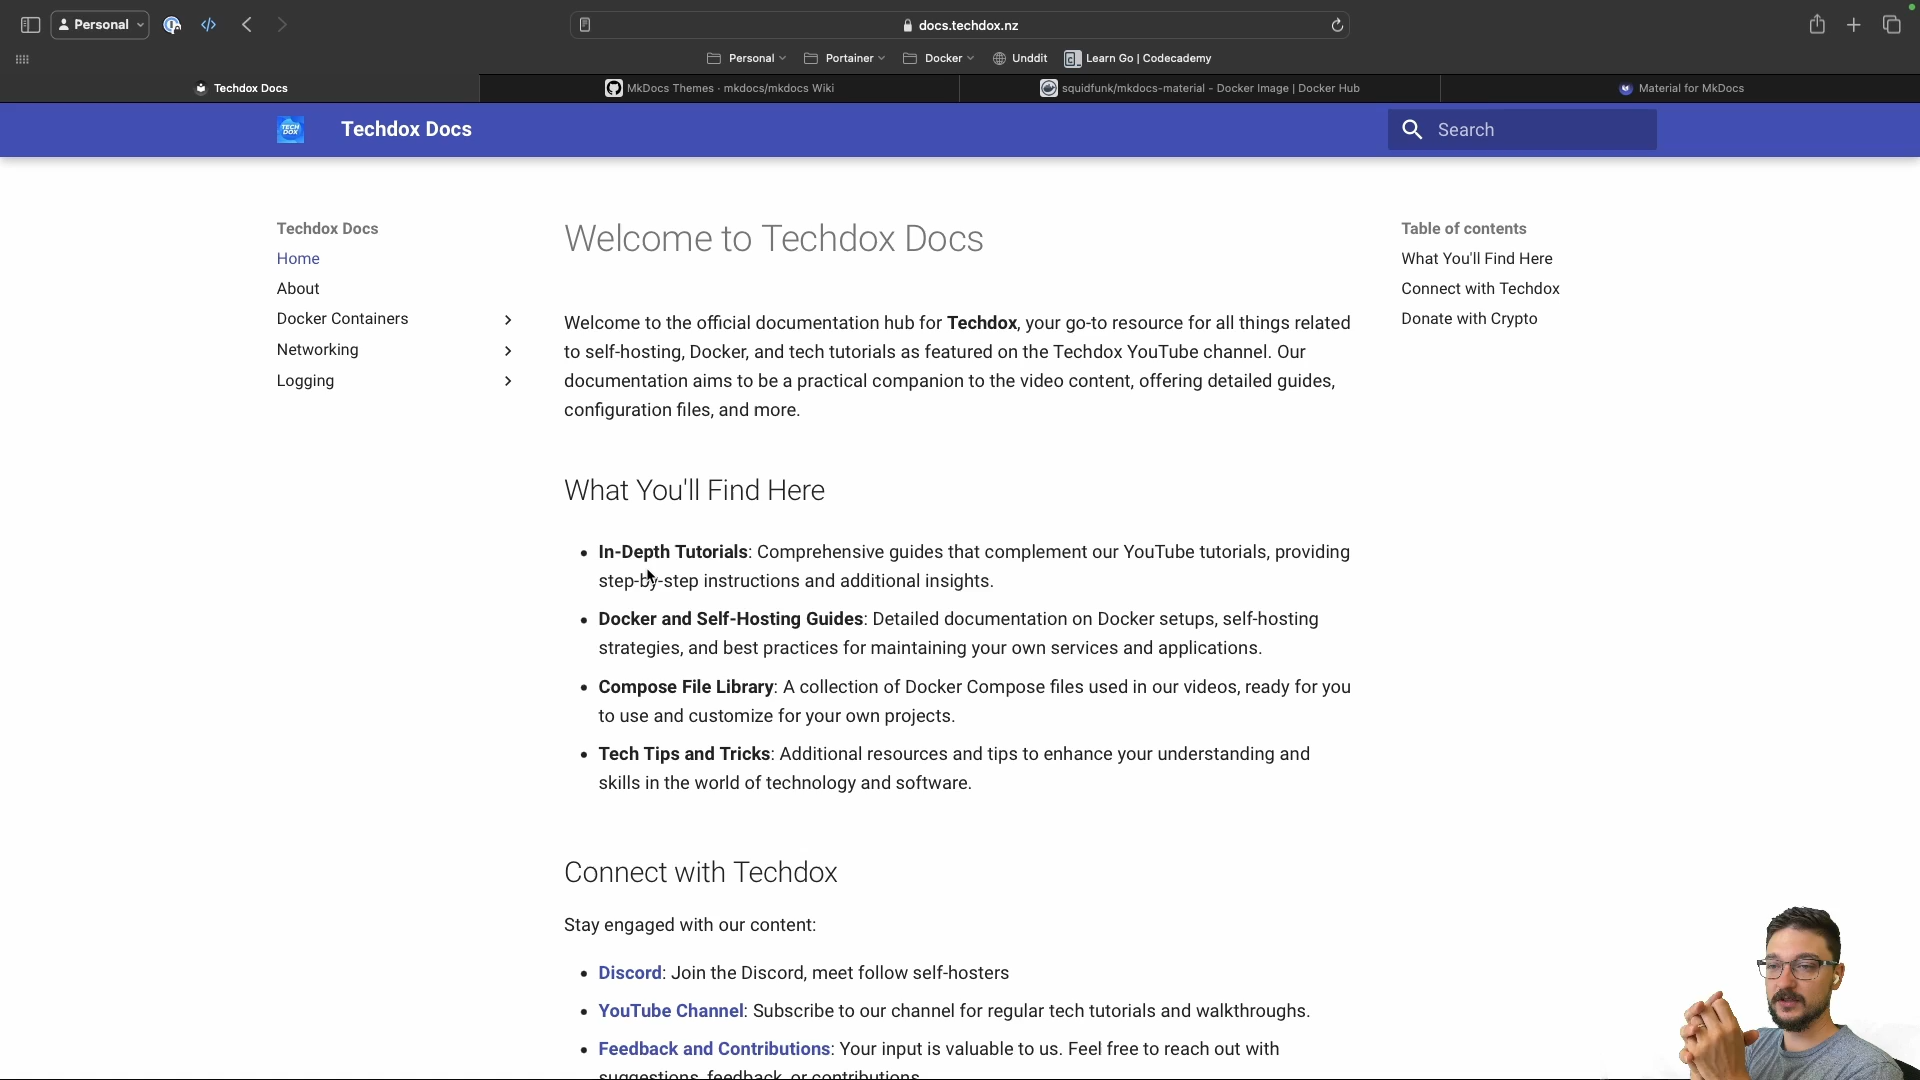 Personal
docs.techdox.nz
Personal
Portainer
Docker
Unddit
Learn Go | Codecademy
Techdox Docs
MkDocs Themes · mkdocs/mkdocs Wiki
squidfunk/mkdocs-material - Docker Image | Docker Hub
Material for MkDocs
TECH DOX
Techdox Docs
Search
Techdox Docs
Home
About
Docker Containers
Networking
Logging
Welcome to Techdox Docs
Welcome to the official documentation hub for Techdox, your go-to resource for all things related
to self-hosting, Docker, and tech tutorials as featured on the Techdox YouTube channel. Our
documentation aims to be a practical companion to the video content, offering detailed guides,
configuration files, and more.
What You'll Find Here
• In-Depth Tutorials: Comprehensive guides that complement our YouTube tutorials, providing
step-by-step instructions and additional insights.
• Docker and Self-Hosting Guides: Detailed documentation on Docker setups, self-hosting
strategies, and best practices for maintaining your own services and applications.
• Compose File Library: A collection of Docker Compose files used in our videos, ready for you
to use and customize for your own projects.
• Tech Tips and Tricks: Additional resources and tips to enhance your understanding and
skills in the world of technology and software.
Connect with Techdox
Stay engaged with our content:
• Discord: Join the Discord, meet follow self-hosters
• YouTube Channel: Subscribe to our channel for regular tech tutorials and walkthroughs.
• Feedback and Contributions: Your input is valuable to us. Feel free to reach out with
suggestions, feedback, or contributions.
Table of contents
What You'll Find Here
Connect with Techdox
Donate with Crypto